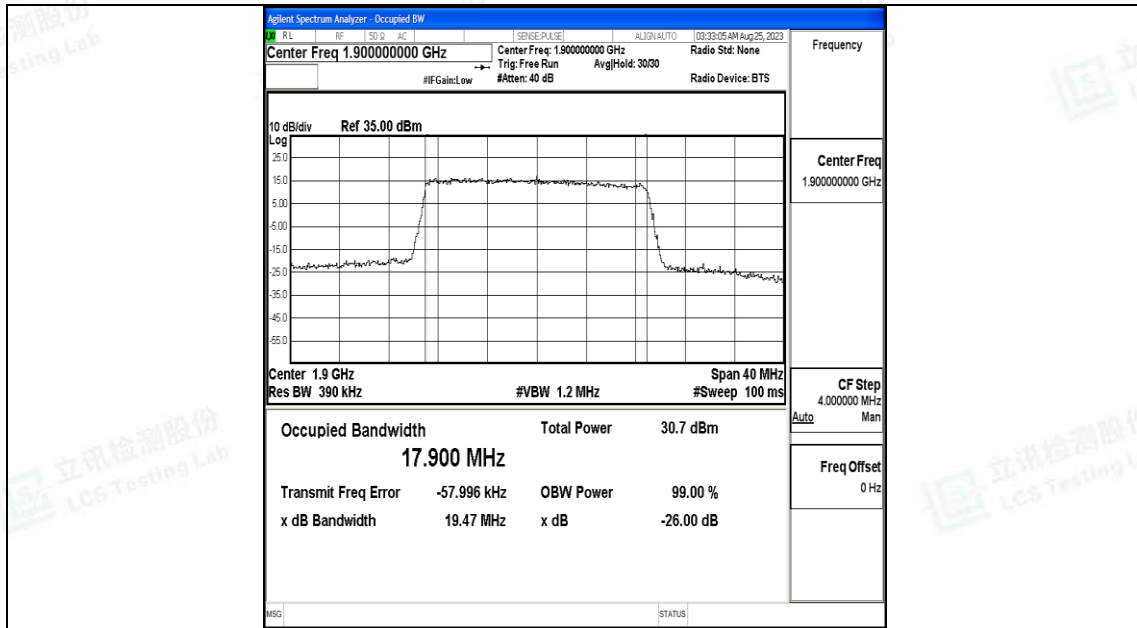 Agilent Spectrum Analyzer - Occupied BW
LXI RL RF 50 Ω AC SENSE:PULSE ALIGN AUTO 03:33:05 AM Aug 25, 2023
Center Freq 1.900000000 GHz
Center Freq: 1.900000000 GHz Radio Std: None
Trig: Free Run Avg|Hold: 30/30
#IFGain:Low #Atten: 40 dB Radio Device: BTS
10 dB/div Ref 35.00 dBm
Log
25.0
15.0
5.00
-5.00
-15.0
-25.0
-35.0
-45.0
-55.0
Center 1.9 GHz Span 40 MHz
Res BW 390 kHz #VBW 1.2 MHz #Sweep 100 ms
Occupied Bandwidth Total Power 30.7 dBm
17.900 MHz
Transmit Freq Error -57.996 kHz OBW Power 99.00 %
x dB Bandwidth 19.47 MHz x dB -26.00 dB
MSG STATUS
Frequency
Center Freq
1.900000000 GHz
CF Step
4.000000 MHz
Auto Man
Freq Offset
0 Hz
立讯检测股份
LCS Testing Lab
立讯检测股份